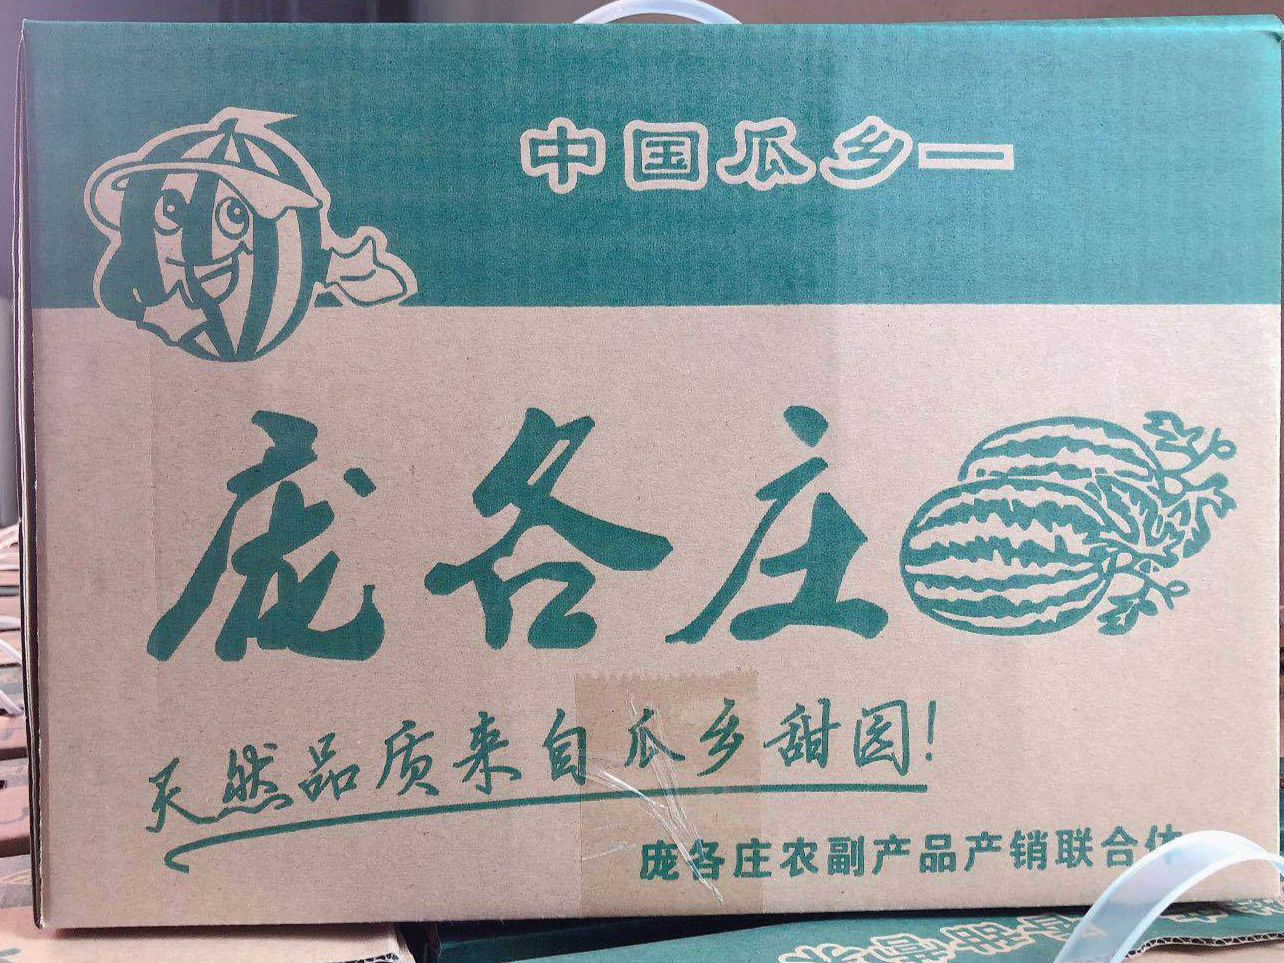 中国瓜乡一
庞各庄
天然品质来自瓜乡甜园!
庞各庄农副产品产销联合体